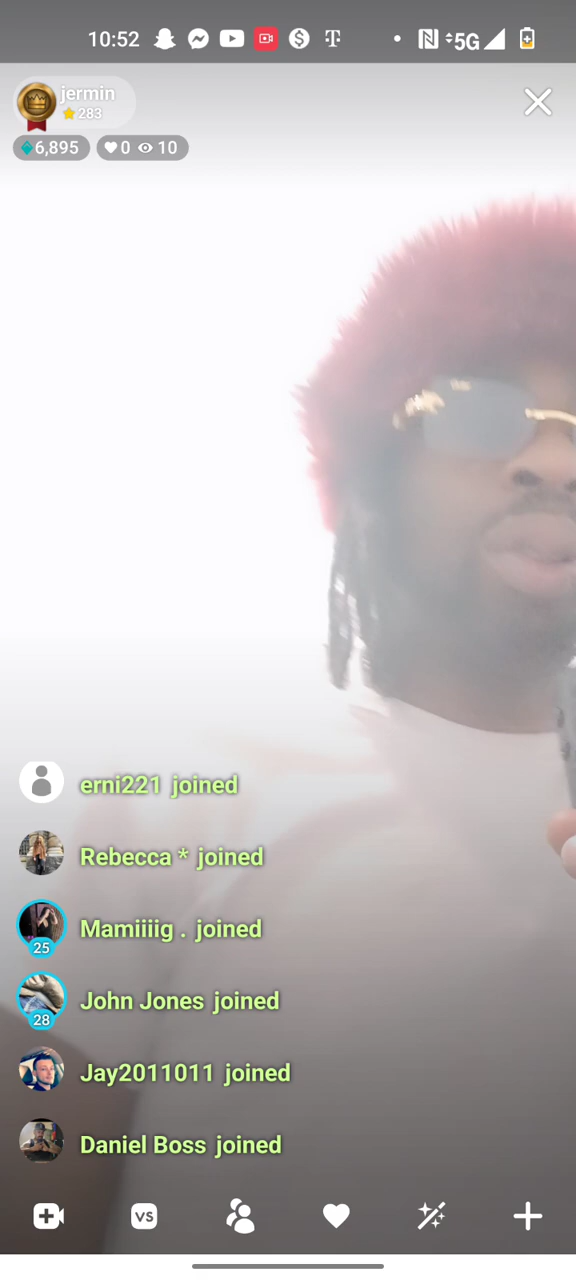 10:52
5G
jermin
283
6,895
0 10
erni221 joined
Rebecca * joined
Mamiiiig . joined
25
John Jones joined
28
Jay2011011 joined
Daniel Boss joined
VS